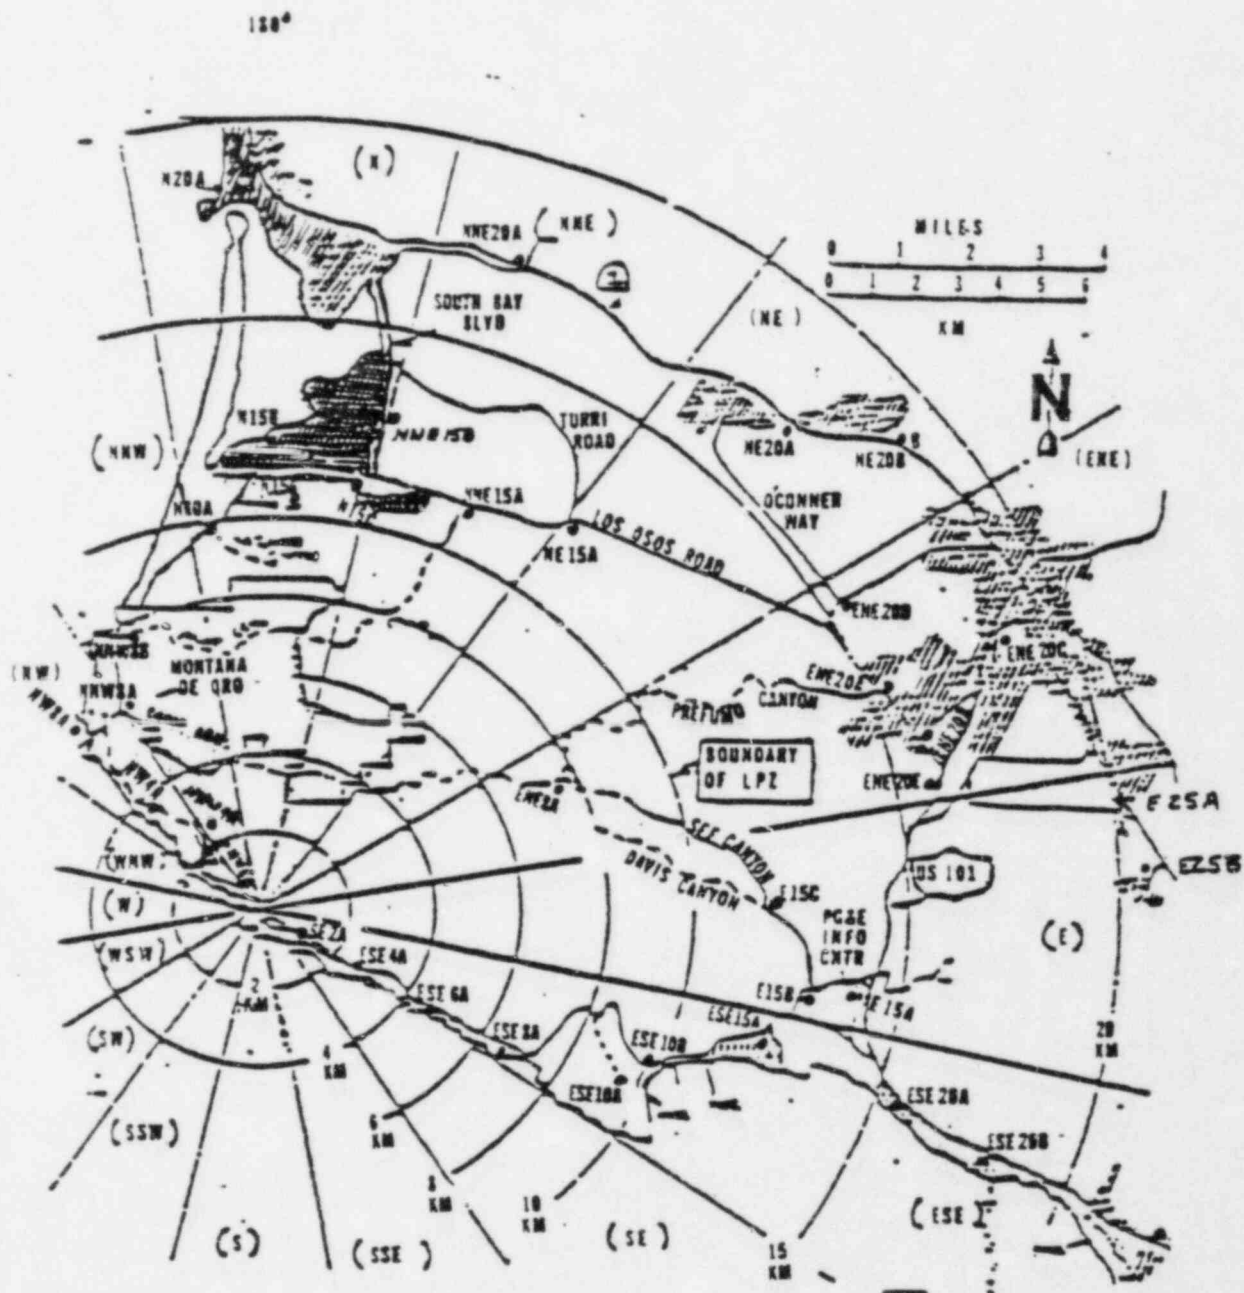 180°
(N)
N20A
NNE20A
(NNE)
MILES
0 1 2 3 4
0 1 2 3 4 5 6
KM
1
SOUTH BAY
BLVD
(NE)
N
(ENE)
TURRI
ROAD
N15B
NE20A
NE20B
(NNW)
OCONNER
WAY
NNE15A
LOS OSOS ROAD
NE15A
ENE20B
ENE20C
(NW)
MONTANA
DE ORO
NNW8A
NW8A
PREFUMO CANYON
BOUNDARY
OF LPZ
E25A
SEE CANYON
DAVIS CANYON
E25B
US 101
E15C
(WNW)
(W)
(WSW)
PG&E
INFO
CNTR
(E)
ESE4A
2
KM
ESE6A
E15B
E15A
ESE15A
ESE8A
ESE10B
(SW)
4
KM
20
KM
ESE10A
ESE20A
(SSW)
6
KM
ESE20B
8
KM
10
KM
(ESE)
(S)
(SSE)
(SE)
15
KM